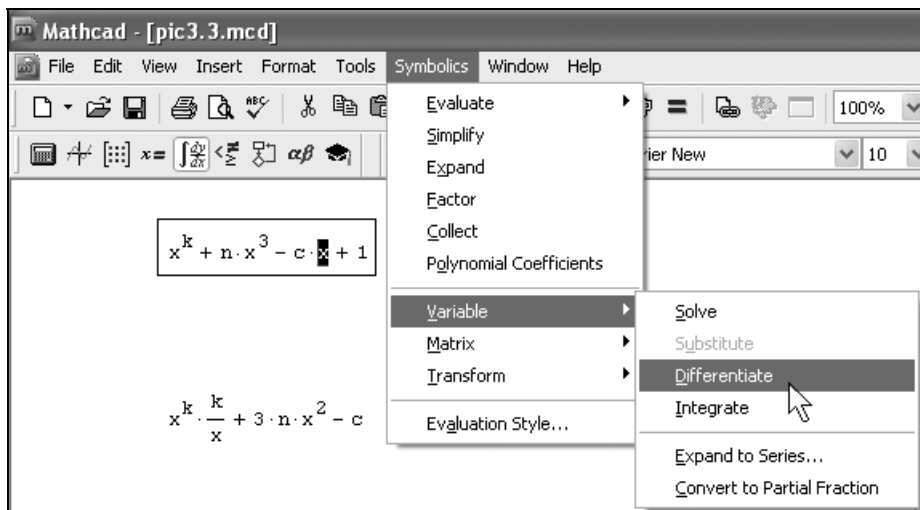 Mathcad - [pic3.3.mcd]
File Edit View Insert Format Tools Symbolics Window Help
ABC 100%
x= αβ ier New 10
Evaluate
Simplify
Expand
Factor
Collect
Polynomial Coefficients
Variable
Matrix
Transform
Evaluation Style...
Solve
Substitute
Differentiate
Integrate
Expand to Series...
Convert to Partial Fraction
x^k + n·x^3 − c·x + 1
x^k·k/x + 3·n·x^2 − c